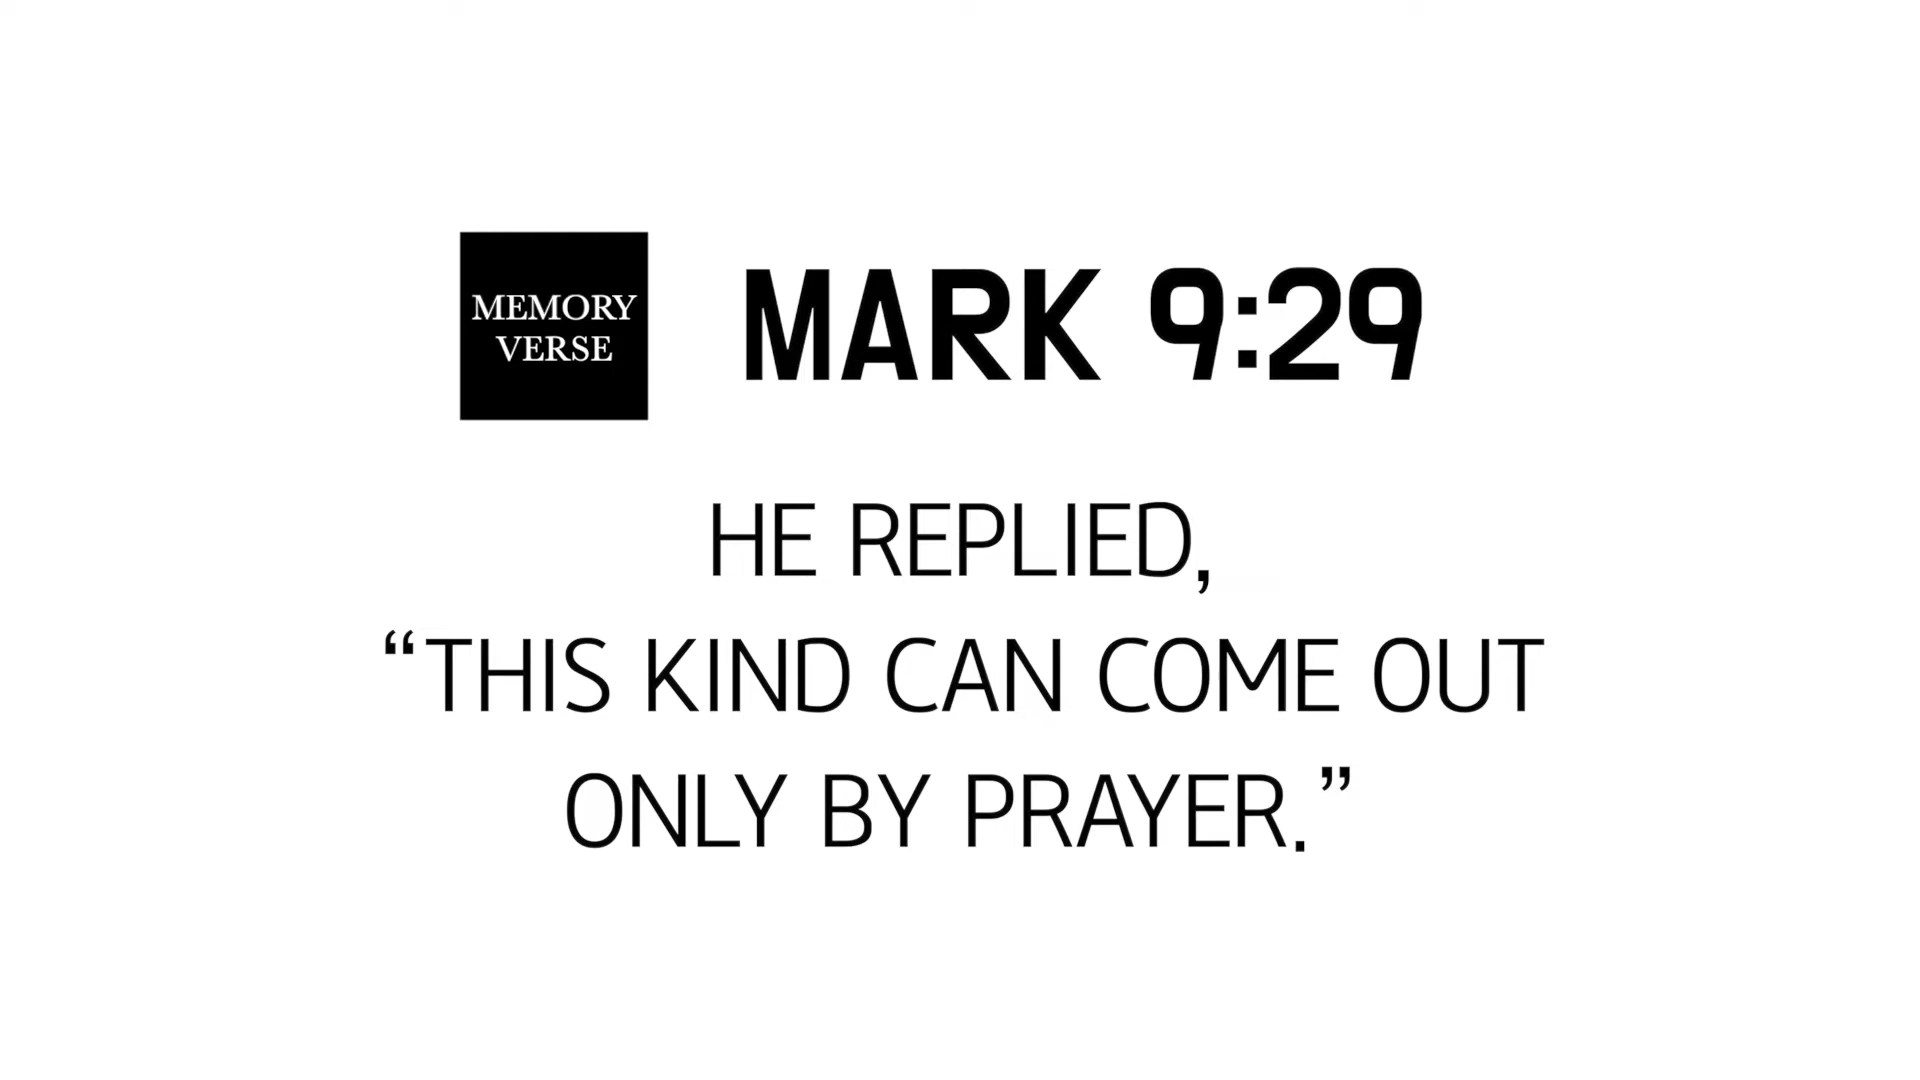 MEMORY
VERSE
MARK 9:29
HE REPLIED,
“THIS KIND CAN COME OUT
ONLY BY PRAYER.”